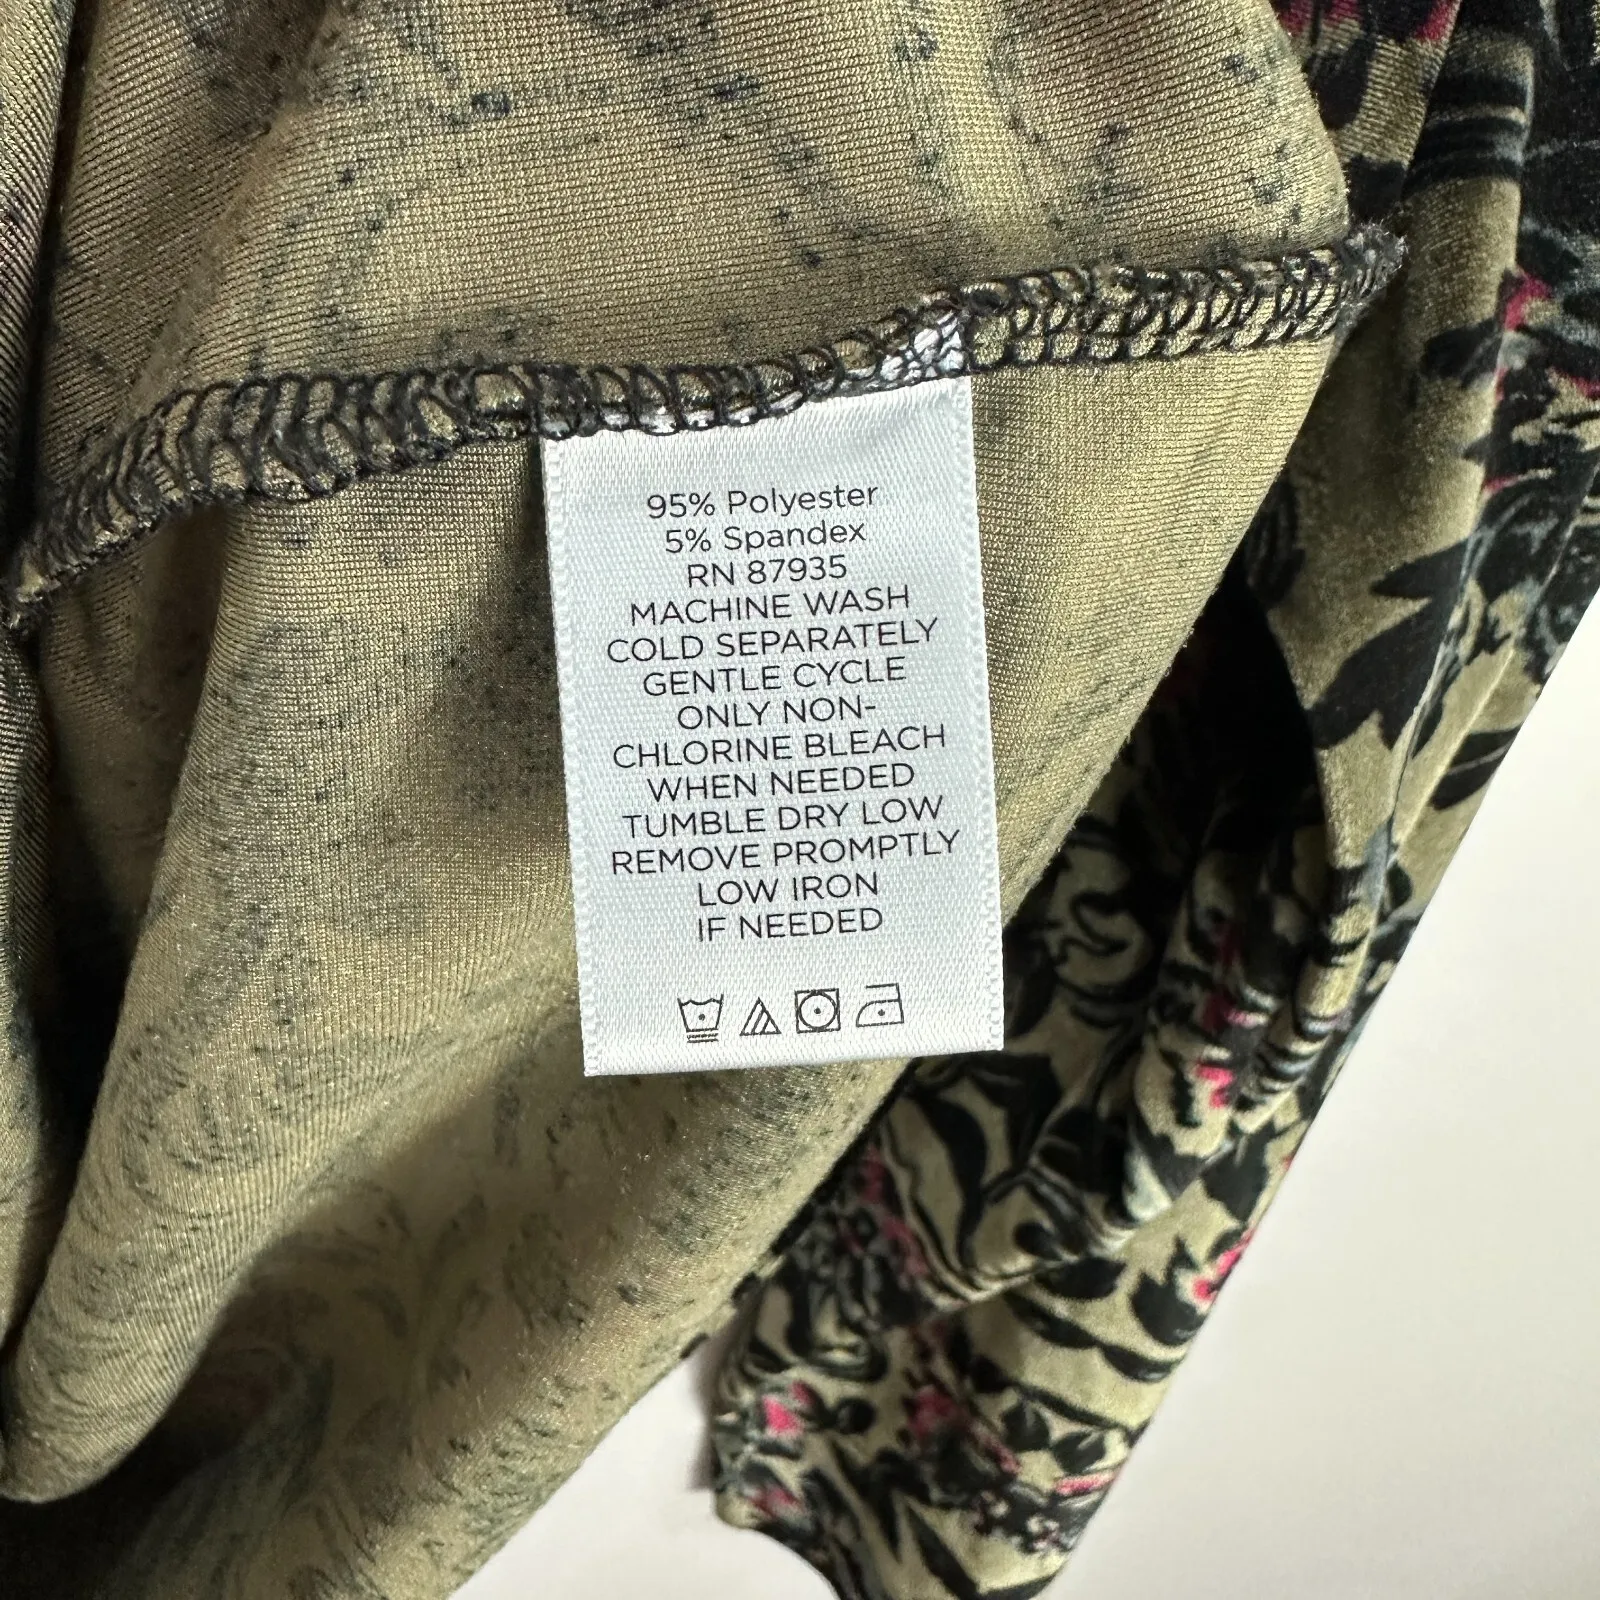 95% Polyester
5% Spandex
RN 87935
MACHINE WASH
COLD SEPARATELY
GENTLE CYCLE
ONLY NON-
CHLORINE BLEACH
WHEN NEEDED
TUMBLE DRY LOW
REMOVE PROMPTLY
LOW IRON
IF NEEDED